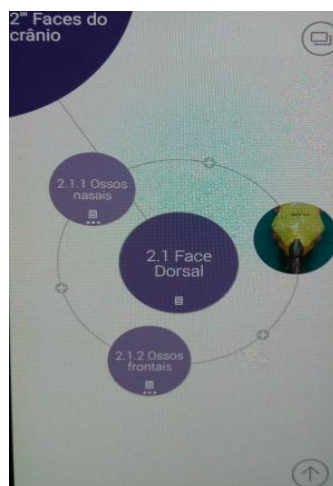 2''' Faces do
crânio
2.1.1 Ossos
nasais
2.1 Face
Dorsal
2.1.2 Ossos
frontais